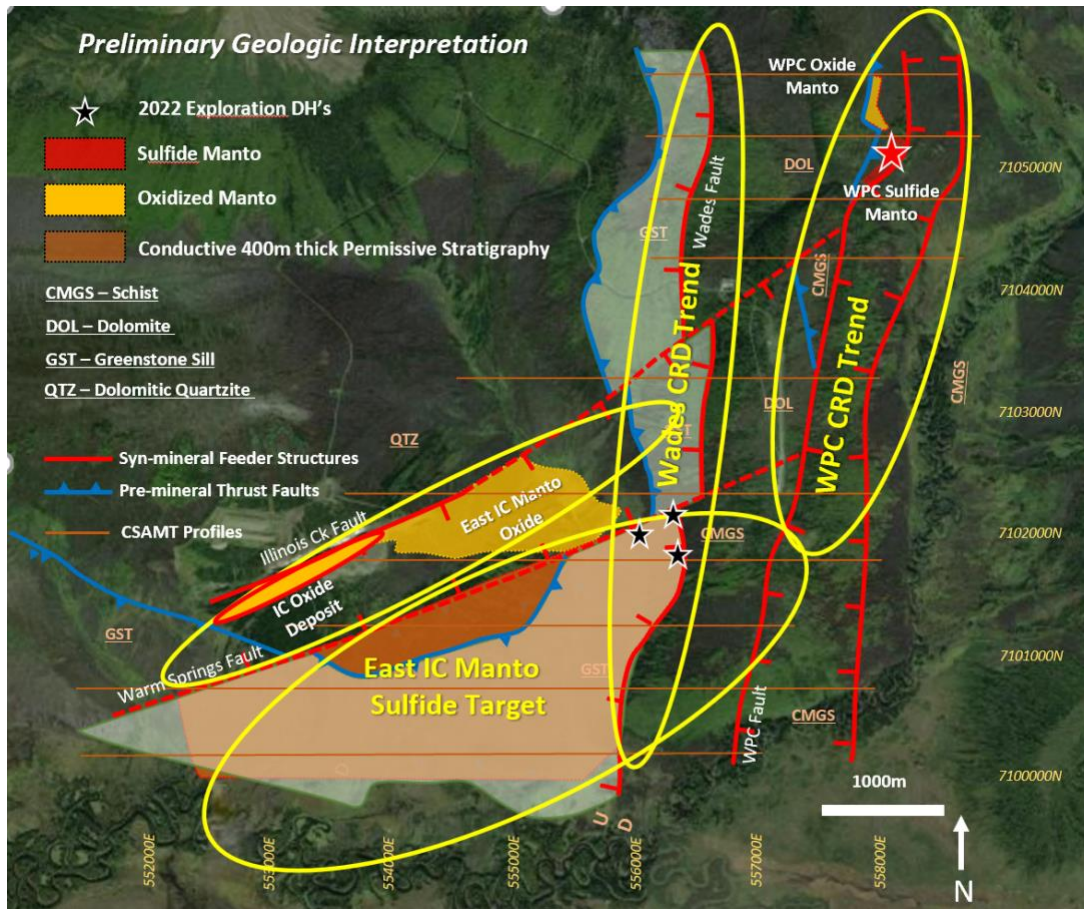 Preliminary Geologic Interpretation
2022 Exploration DH's
Sulfide Manto
Oxidized Manto
Conductive 400m thick Permissive Stratigraphy
CMGS – Schist
DOL – Dolomite
GST – Greenstone Sill
QTZ – Dolomitic Quartzite
Syn-mineral Feeder Structures
Pre-mineral Thrust Faults
CSAMT Profiles
WPC Oxide
Manto
DOL
WPC Sulfide
Manto
7105000N
GST
Wades Fault
CMGS
7104000N
Wades CRD Trend
WPC CRD Trend
DOL
CMGS
7103000N
QTZ
East IC Manto
Oxide
Illinois Ck Fault
CMGS
7102000N
IC Oxide
Deposit
GST
Warm Springs Fault
East IC Manto
Sulfide Target
GST
7101000N
WPC Fault
CMGS
7100000N
1000m
U
D
552000E
553000E
554000E
555000E
556000E
557000E
558000E
N